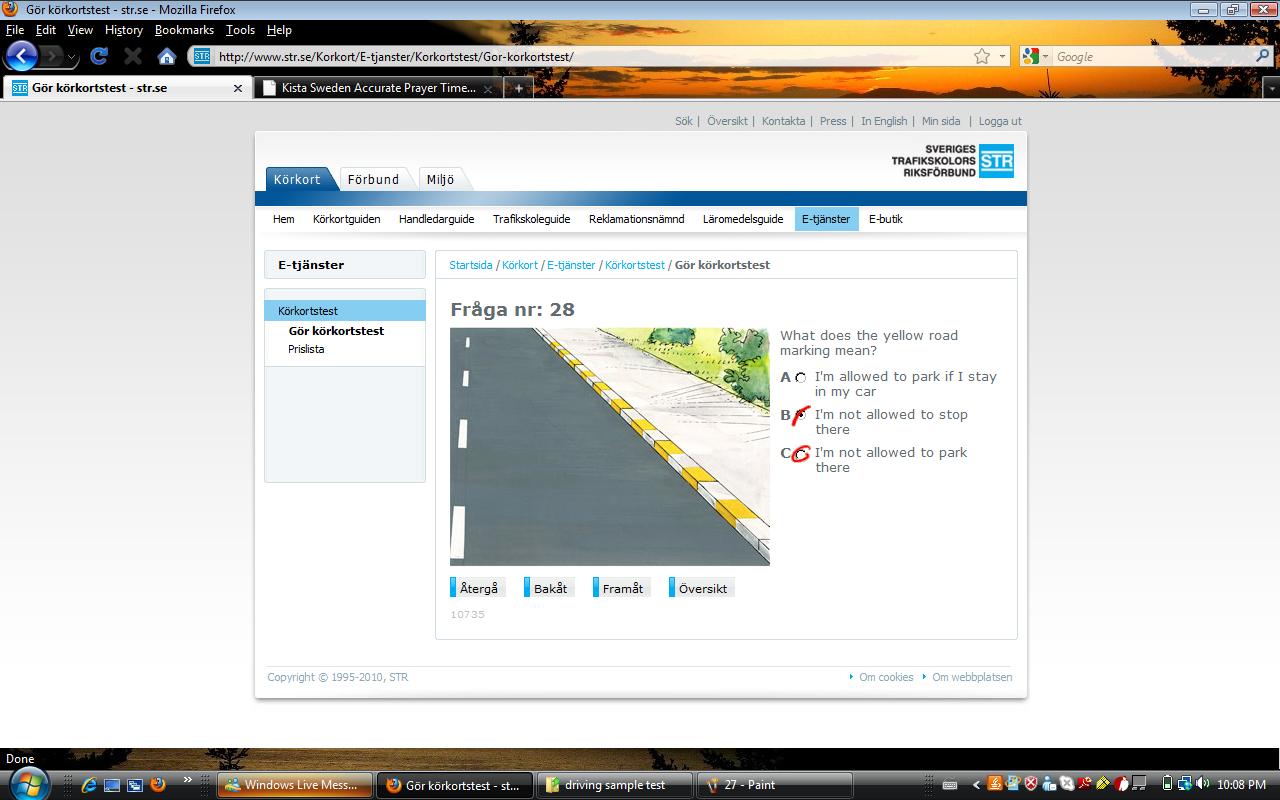 Gör körkortstest - str.se - Mozilla Firefox
File Edit View History Bookmarks Tools Help
STR http://www.str.se/Korkort/E-tjanster/Korkortstest/Gor-korkortstest/ Google
STR Gör körkortstest - str.se Kista Sweden Accurate Prayer Time...
Sök | Översikt | Kontakta | Press | In English | Min sida | Logga ut
SVERIGES
TRAFIKSKOLORS STR
RIKSFÖRBUND
Körkort Förbund Miljö
Hem Körkortguiden Handledarguide Trafikskoleguide Reklamationsnämnd Läromedelsguide E-tjänster E-butik
E-tjänster
Körkortstest
Gör körkortstest
Prislista
Startsida / Körkort / E-tjänster / Körkortstest / Gör körkortstest
Fråga nr: 28
What does the yellow road
marking mean?
A I'm allowed to park if I stay
in my car
B I'm not allowed to stop
there
C I'm not allowed to park
there
Återgå Bakåt Framåt Översikt
10735
Copyright © 1995-2010, STR Om cookies Om webbplatsen
Done
Windows Live Mess... Gör körkortstest - st... driving sample test 27 - Paint 10:08 PM